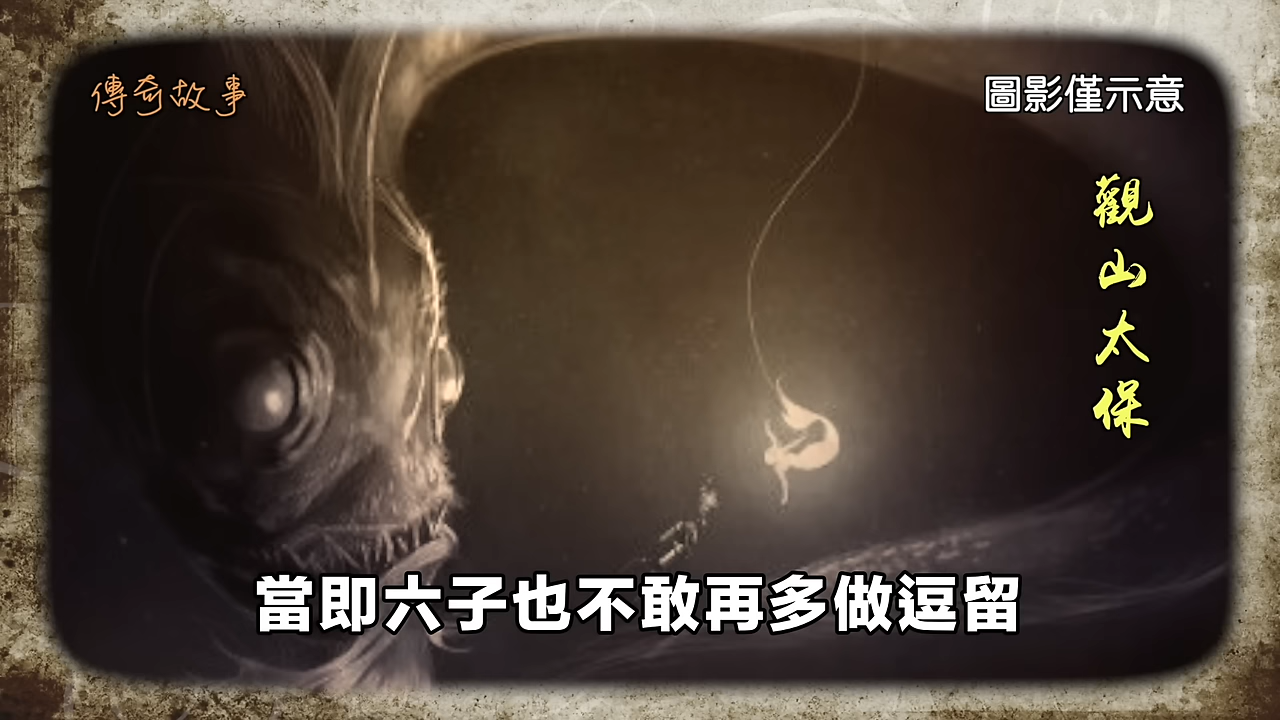 傳奇故事
圖影僅示意
觀山太保
當即六子也不敢再多做逗留